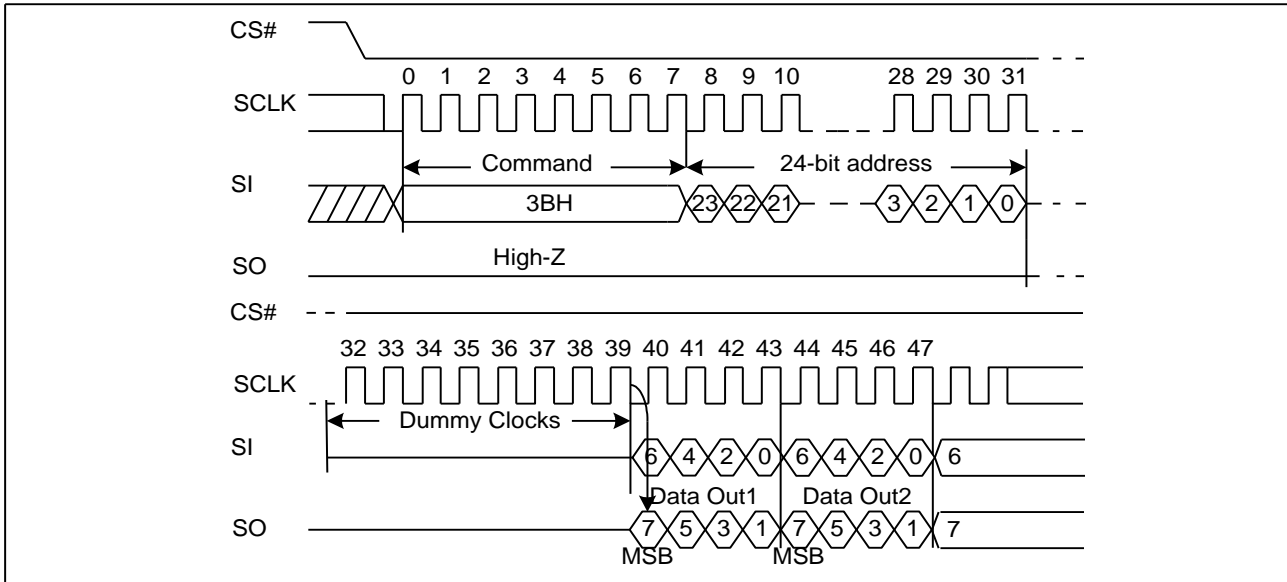 CS#
0 1 2 3 4 5 6 7 8 9 10 28 29 30 31
SCLK
Command 24-bit address
SI
3BH 23 22 21 3 2 1 0
High-Z
SO
CS#
32 33 34 35 36 37 38 39 40 41 42 43 44 45 46 47
SCLK
Dummy Clocks
SI
6 4 2 0 6 4 2 0 6
Data Out1 Data Out2
SO
7 5 3 1 7 5 3 1 7
MSB MSB